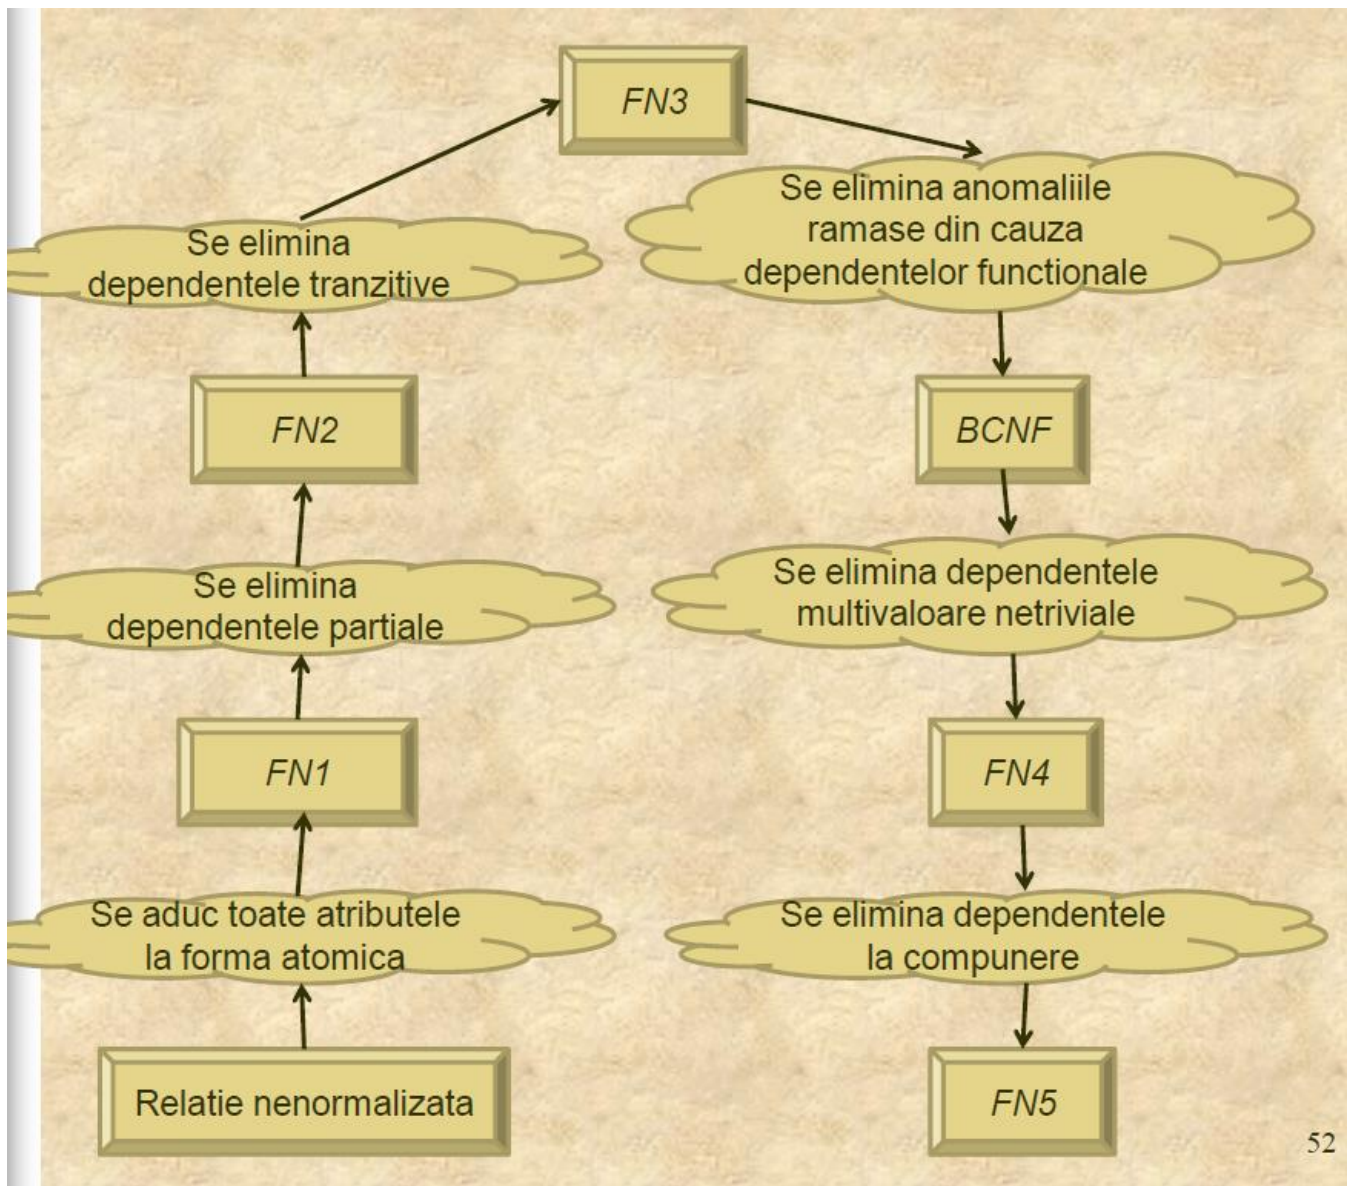 FN3
Se elimina anomaliile
ramase din cauza
dependentelor functionale
Se elimina
dependentele tranzitive
FN2
BCNF
Se elimina
dependentele partiale
Se elimina dependentele
multivaloare netriviale
FN1
FN4
Se aduc toate atributele
la forma atomica
Se elimina dependentele
la compunere
Relatie nenormalizata
FN5
52